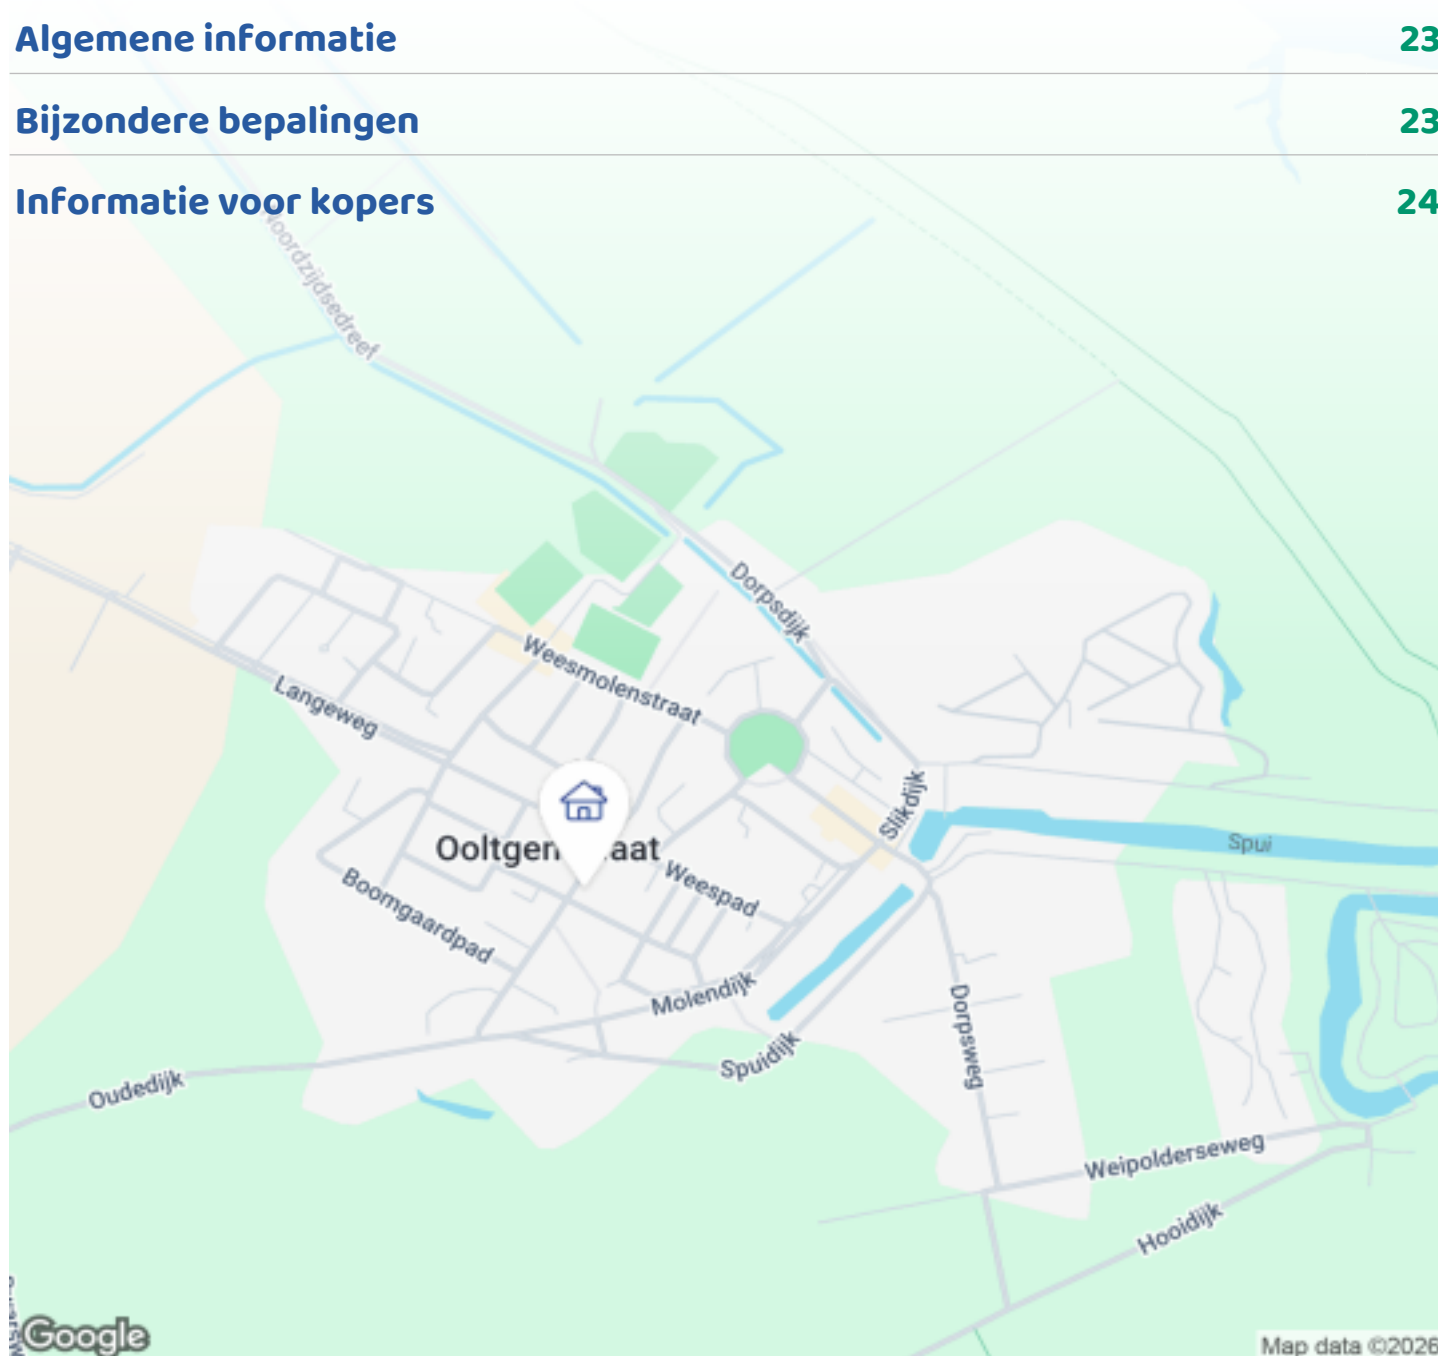 Algemene informatie 23
Bijzondere bepalingen 23
Informatie voor kopers 24
Noordzijdsedreef
Dorpsdijk
Weesmolenstraat
Langeweg
Slikdijk
Spui
Weespad
Boomgaardpad
Molendijk
Dorpsweg
Spuidijk
Oudedijk
Weipolderseweg
Hooidijk
Google
Map data ©2026